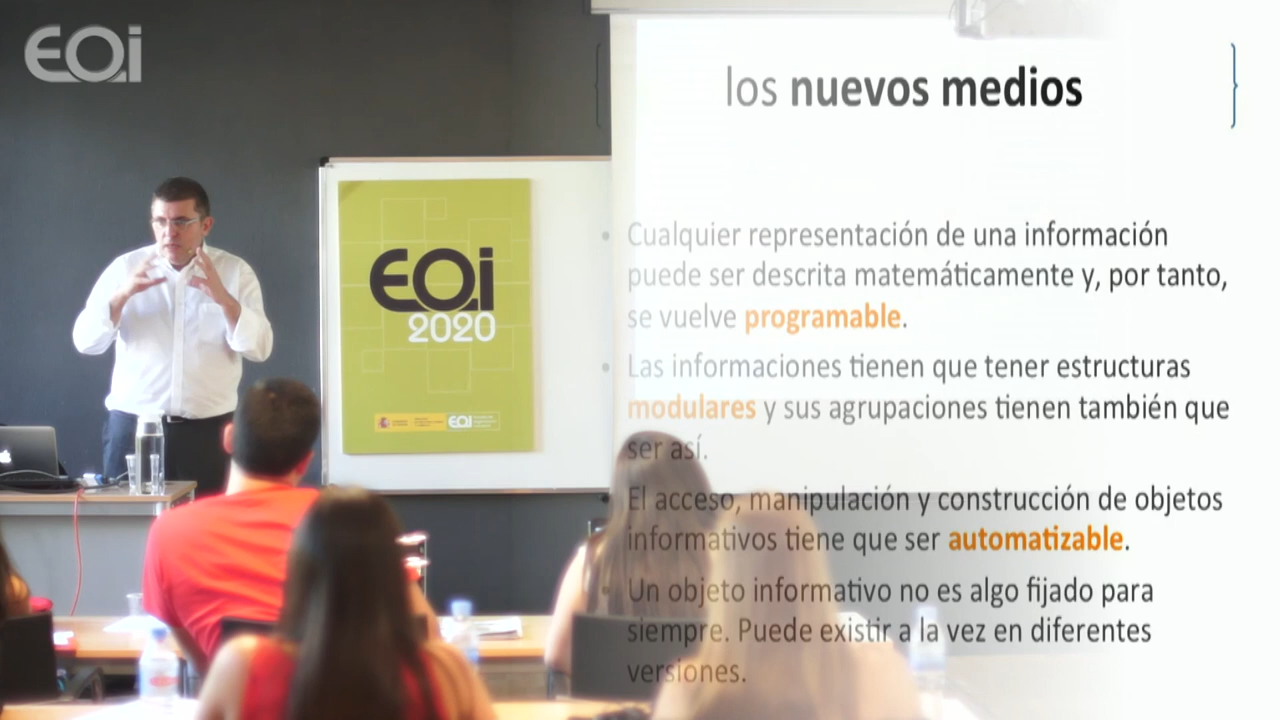 EOi
los nuevos medios
Cualquier representación de una información
puede ser descrita matemáticamente y, por tanto,
se vuelve programable.
Las informaciones tienen que tener estructuras
modulares y sus agrupaciones tienen también que
ser así.
El acceso, manipulación y construcción de objetos
informativos tiene que ser automatizable.
Un objeto informativo no es algo fijado para
siempre. Puede existir a la vez en diferentes
versiones.
EOi
2020
EOi